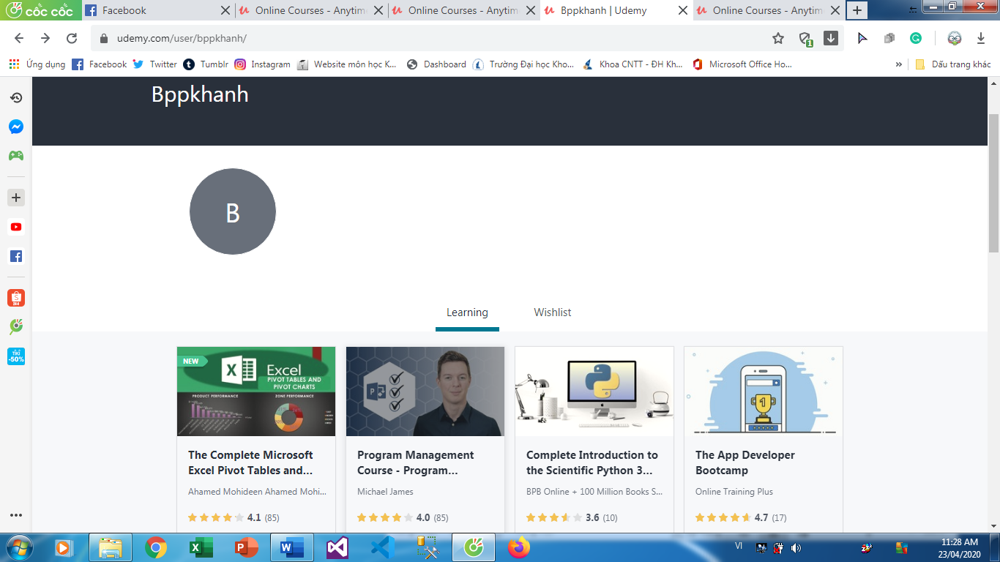 cốc cốc
Facebook
Online Courses - Anytim
Online Courses - Anytim
Bppkhanh | Udemy
Online Courses - Anytim
udemy.com/user/bppkhanh/
1
Ứng dụng
Facebook
Twitter
Tumblr
Instagram
Website môn học K...
Dashboard
Trường Đại học Kho...
Khoa CNTT - ĐH Kh...
Microsoft Office Ho...
»
Dấu trang khác
Bppkhanh
B
Learning
Wishlist
NEW
Excel
PIVOT TABLES AND
PIVOT CHARTS
PRODUCT PERFORMANCE
ZONE PERFORMANCE
1
TIKI
-50%
The Complete Microsoft
Excel Pivot Tables and...
Ahamed Mohideen Ahamed Mohi...
4.1 (85)
Program Management
Course - Program...
Michael James
4.0 (85)
Complete Introduction to
the Scientific Python 3...
BPB Online + 100 Million Books S...
3.6 (10)
The App Developer
Bootcamp
Online Training Plus
4.7 (17)
VI
11:28 AM
23/04/2020